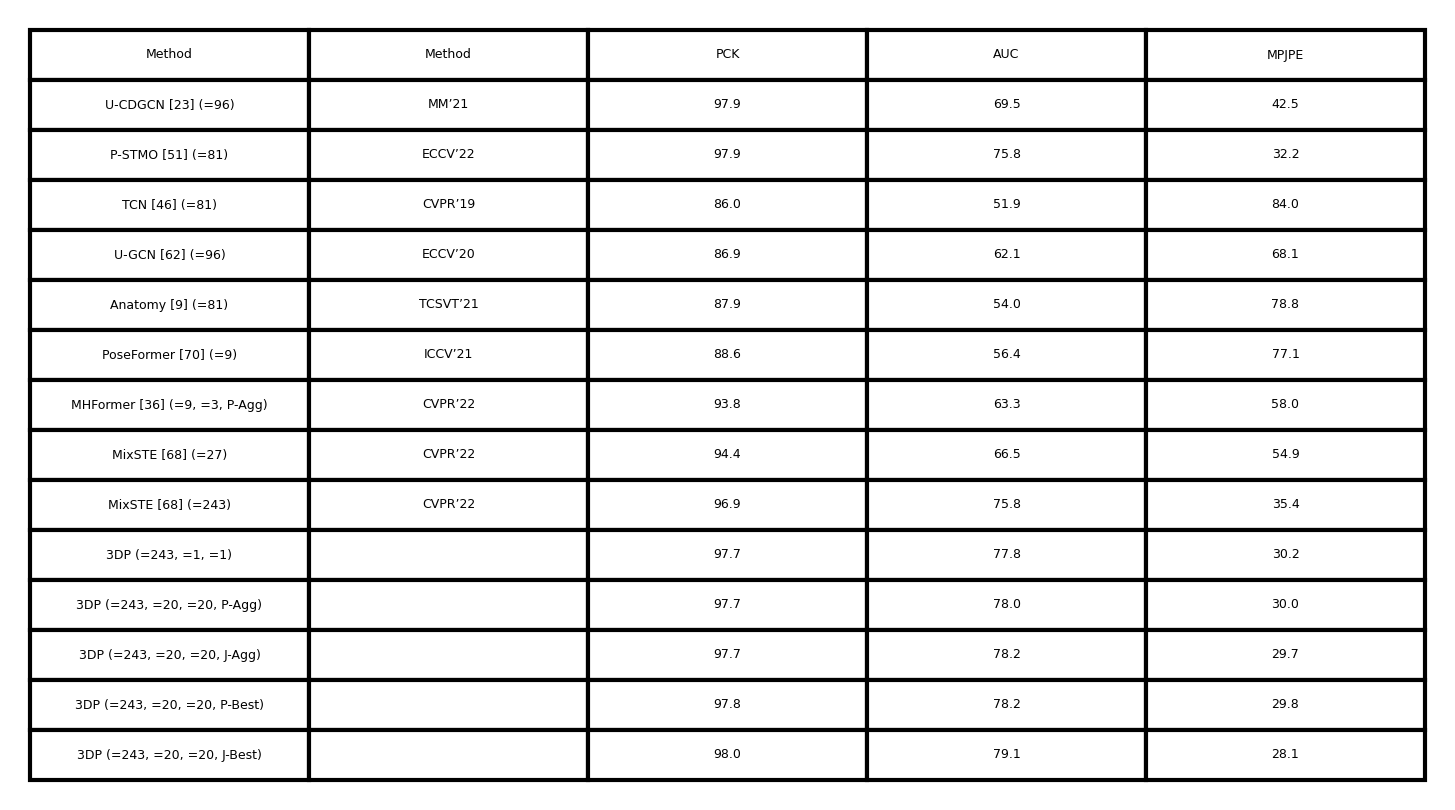 Method Method PCK AUC MPJPE
U-CDGCN [23] (=96) MM’21 97.9 69.5 42.5
P-STMO [51] (=81) ECCV’22 97.9 75.8 32.2
TCN [46] (=81) CVPR’19 86.0 51.9 84.0
U-GCN [62] (=96) ECCV’20 86.9 62.1 68.1
Anatomy [9] (=81) TCSVT’21 87.9 54.0 78.8
PoseFormer [70] (=9) ICCV’21 88.6 56.4 77.1
MHFormer [36] (=9, =3, P-Agg) CVPR’22 93.8 63.3 58.0
MixSTE [68] (=27) CVPR’22 94.4 66.5 54.9
MixSTE [68] (=243) CVPR’22 96.9 75.8 35.4
3DP (=243, =1, =1) 97.7 77.8 30.2
3DP (=243, =20, =20, P-Agg) 97.7 78.0 30.0
3DP (=243, =20, =20, J-Agg) 97.7 78.2 29.7
3DP (=243, =20, =20, P-Best) 97.8 78.2 29.8
3DP (=243, =20, =20, J-Best) 98.0 79.1 28.1